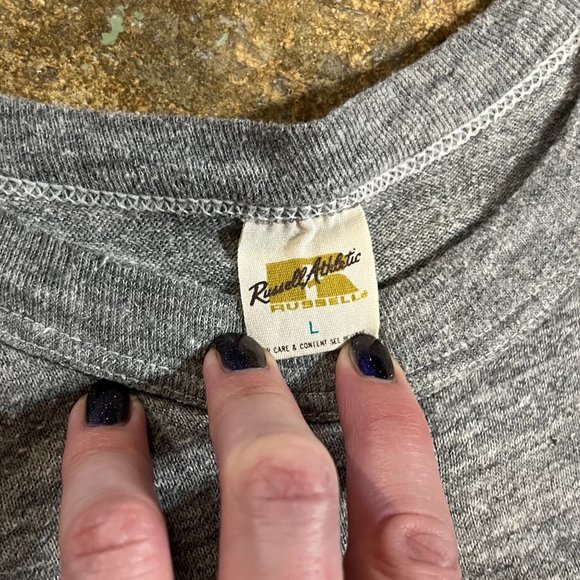 Russell Athletic
R
RUSSELL
L
CARE & CONTENT SEE